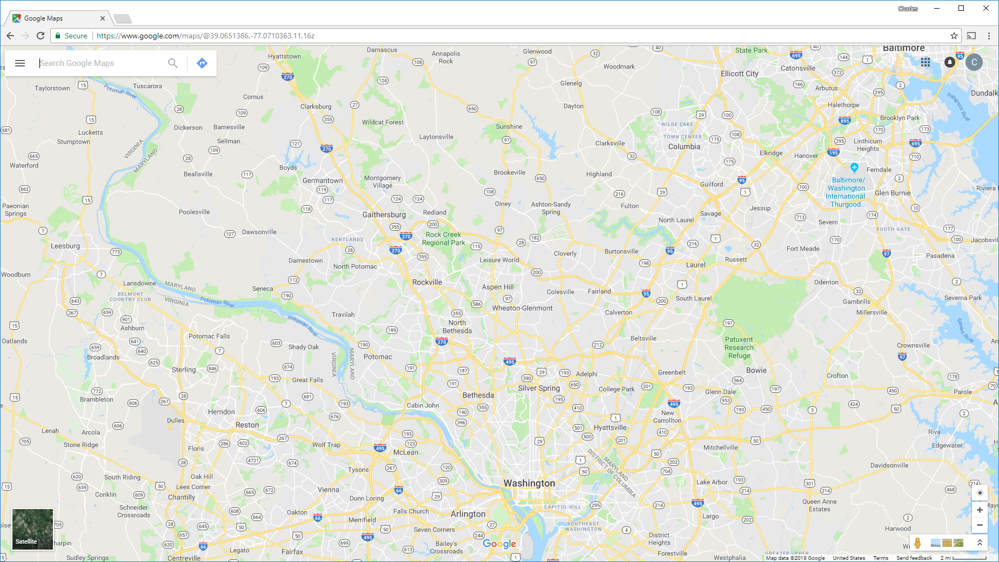 Charles
Google Maps
Secure
https://www.google.com/maps/@39.0651386,-77.0710363,11.16z
Search Google Maps
Hyattstown
Damascus
Annapolis
Rock
Glenwood
Woodmark
State Park
Baltimore
Ellicott City
Catonsville
Arbutus
Halethorpe
Dundalk
Patapsco River
Brooklyn Park
Taylorstown
Tuscarora
Potomac River
Comus
Clarksburg
Glenelg
Dayton
Lucketts
Stumptown
Dickerson
Barnesville
Sellman
Wildcat Forest
Laytonsville
Sunshine
WILDE LAKE
TOWN CENTER
Columbia
Clarksville
Elkridge
Hanover
Linthicum
Heights
VIRGINIA
MARYLAND
Waterford
Beallsville
Boyds
Germantown
Montgomery
Village
Brookeville
Highland
Guilford
Baltimore/
Washington
International
Thurgood...
Ferndale
Glen Burnie
Riviera
Paeonian
Springs
Poolesville
Gaithersburg
Redland
Olney
Ashton-Sandy
Spring
Fulton
North Laurel
Savage
Jessup
Severn
SOUTH GATE
Jacobsvil
Leesburg
Dawsonville
KENTLANDS
Rock Creek
Regional Park
Cloverly
Burtonsville
Fort Meade
Pasadena
Woodburn
Darnestown
North Potomac
Leisure World
Laurel
Russett
Lansdowne
MARYLAND
VIRGINIA
BELMONT
COUNTRY CLUB
Potomac River
Seneca
Rockville
Aspen Hill
Colesville
Fairland
South Laurel
Odenton
Gambrills
Millersville
Severna Park
Ashburn
Travilah
Potomac River
North
Bethesda
Wheaton-Glenmont
Calverton
Severn River
Oatlands
Potomac Falls
Shady Oak
Beltsville
Patuxent
Research
Refuge
Crownsville
Broadlands
VIRGINIA
MARYLAND
Potomac
Sterling
Great Falls
Adelphi
Greenbelt
Bowie
Crofton
Brambleton
Silver Spring
College Park
Glenn Dale
Parole
Bethesda
Cabin John
Herndon
Dulles
Reston
New
Carrollton
Hyattsville
Lenah
Arcola
Stone Ridge
Floris
Wolf Trap
McLean
Mitchellville
Riva
Edgewater
MARYLAND
DISTRICT OF COLUMBIA
Tysons
Davidsonville
South Riding
Oak Hill
Lees Corner
Chantilly
Conklin
Vienna
Dunn Loring
Washington
Lake Arbor
Queen Anne
Estates
Schneider
Crossroads
Oakton
Merrifield
Falls Church
Arlington
CAPITOL HILL
Largo
Seven Corners
SOUTHEAST
WASHINGTON
Harwood
Satellite
Bailey's
Crossroads
Google
District
Heights
Sudley Springs
Centreville
Legato
Fairfax
Forestville
Westphalia
GREATER UPPER
Map data ©2018 Google
United States
Terms
Send feedback
2 mi